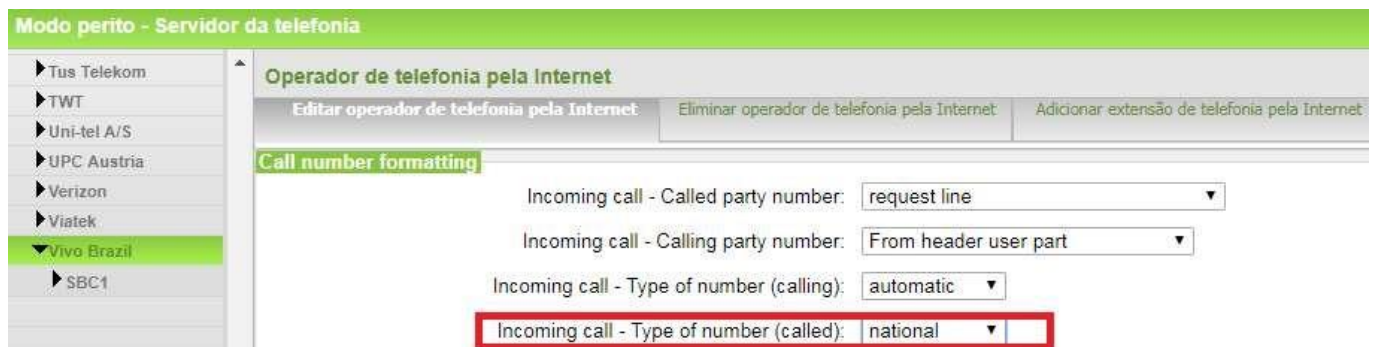 Modo perito - Servidor da telefonia
Tus Telekom
TWT
Uni-tel A/S
UPC Austria
Verizon
Viatek
Vivo Brazil
SBC1
Operador de telefonia pela Internet
Editar operador de telefonia pela Internet
Eliminar operador de telefonia pela Internet
Adicionar extensão de telefonia pela Internet
Call number formatting
Incoming call - Called party number: request line
Incoming call - Calling party number: From header user part
Incoming call - Type of number (calling): automatic
Incoming call - Type of number (called): national